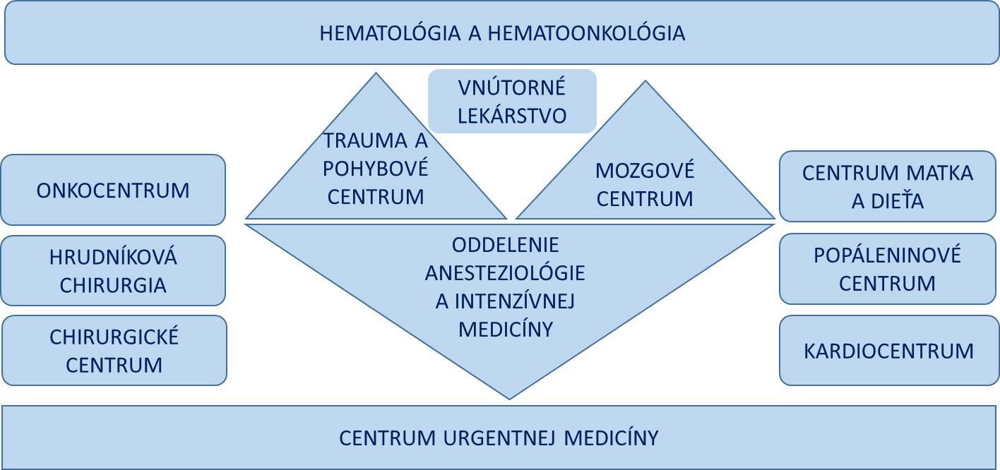 HEMATOLÓGIA A HEMATOONKOLÓGIA
VNÚTORNÉ
LEKÁRSTVO
TRAUMA A
POHYBOVÉ
CENTRUM
MOZGOVÉ
CENTRUM
ONKOCENTRUM
HRUDNÍKOVÁ
CHIRURGIA
CHIRURGICKÉ
CENTRUM
ODDELENIE
ANESTEZIOLÓGIE
A INTENZÍVNEJ
MEDICÍNY
CENTRUM MATKA
A DIEŤA
POPÁLENINOVÉ
CENTRUM
KARDIOCENTRUM
CENTRUM URGENTNEJ MEDICÍNY